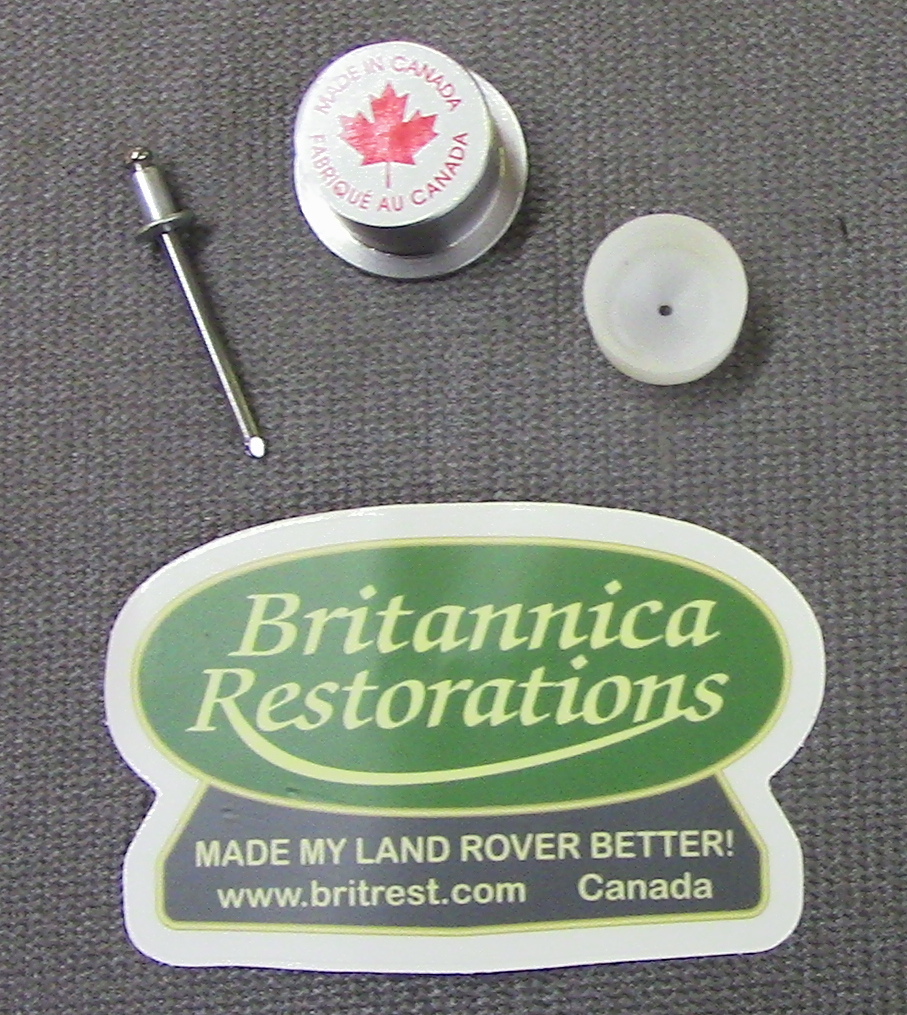 MADE IN CANADA
FABRIQUÉ AU CANADA
Britannica
Restorations
MADE MY LAND ROVER BETTER!
www.britrest.com Canada